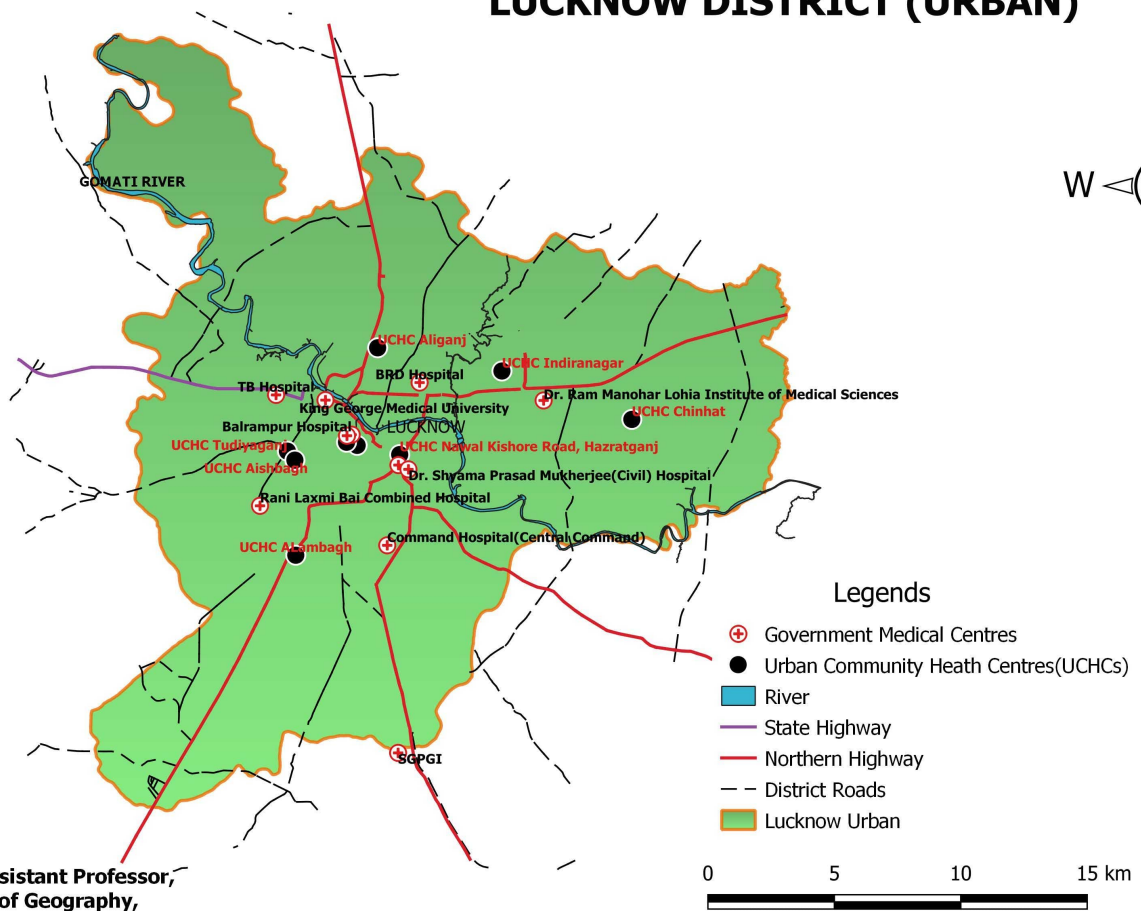 LUCKNOW DISTRICT (URBAN)
W
GOMATI RIVER
UCHC Aliganj
UCHC Indiranagar
BRD Hospital
TB Hospital
Dr. Ram Manohar Lohia Institute of Medical Sciences
King George Medical University
UCHC Chinhat
Balrampur Hospital
LUCKNOW
UCHC Tudiyaganj
UCHC Nawal Kishore Road, Hazratganj
UCHC Aishbagh
Dr. Shyama Prasad Mukherjee(Civil) Hospital
Rani Laxmi Bai Combined Hospital
Command Hospital(Central Command)
UCHC ALambagh
SGPGI
Legends
Government Medical Centres
Urban Community Heath Centres(UCHCs)
River
State Highway
Northern Highway
District Roads
Lucknow Urban
0 5 10 15 km
sistant Professor,
of Geography,